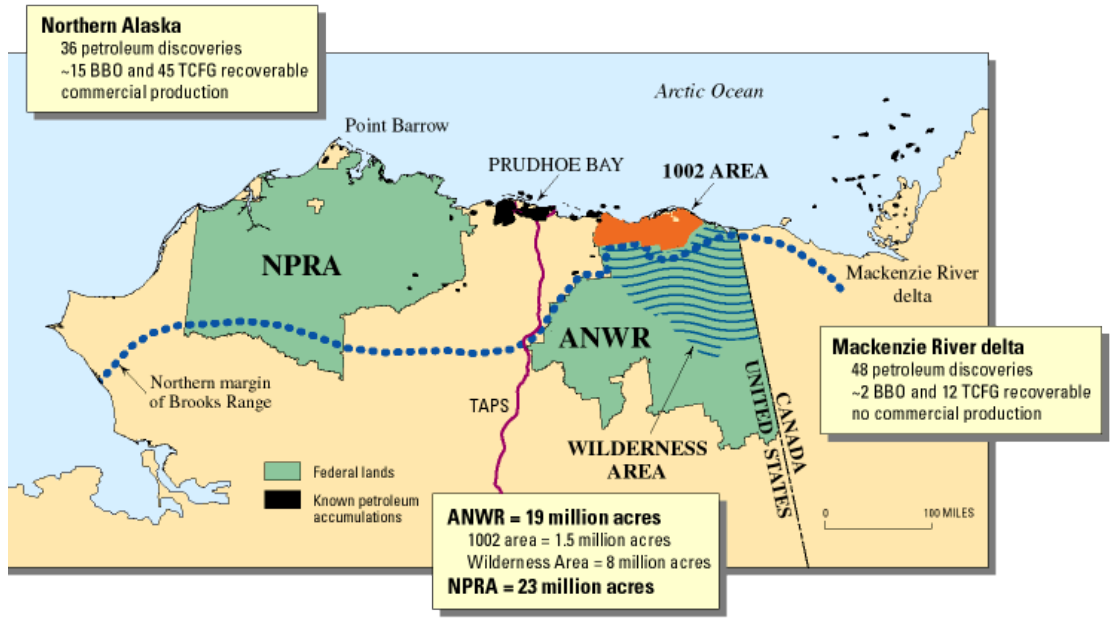 Northern Alaska
36 petroleum discoveries
~15 BBO and 45 TCFG recoverable
commercial production
Arctic Ocean
Point Barrow
PRUDHOE BAY
1002 AREA
NPRA
Mackenzie River
delta
ANWR
Northern margin
of Brooks Range
TAPS
Mackenzie River delta
48 petroleum discoveries
~2 BBO and 12 TCFG recoverable
no commercial production
WILDERNESS
AREA
CANADA
UNITED STATES
Federal lands
Known petroleum
accumulations
0
100 MILES
ANWR = 19 million acres
1002 area = 1.5 million acres
Wilderness Area = 8 million acres
NPRA = 23 million acres